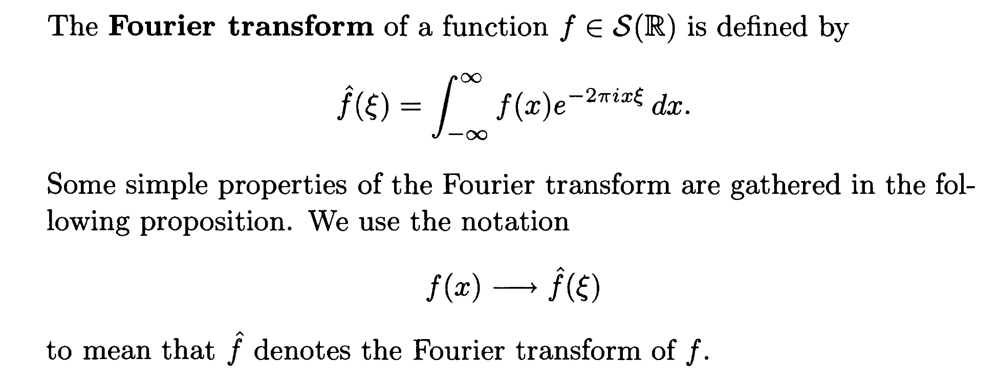 The Fourier transform of a function $f \in \mathcal{S}(\mathbb{R})$ is defined by
$$\hat{f}(\xi) = \int_{-\infty}^{\infty} f(x)e^{-2\pi i x \xi}\, dx.$$
Some simple properties of the Fourier transform are gathered in the fol-
lowing proposition. We use the notation
$$f(x) \longrightarrow \hat{f}(\xi)$$
to mean that $\hat{f}$ denotes the Fourier transform of $f$.